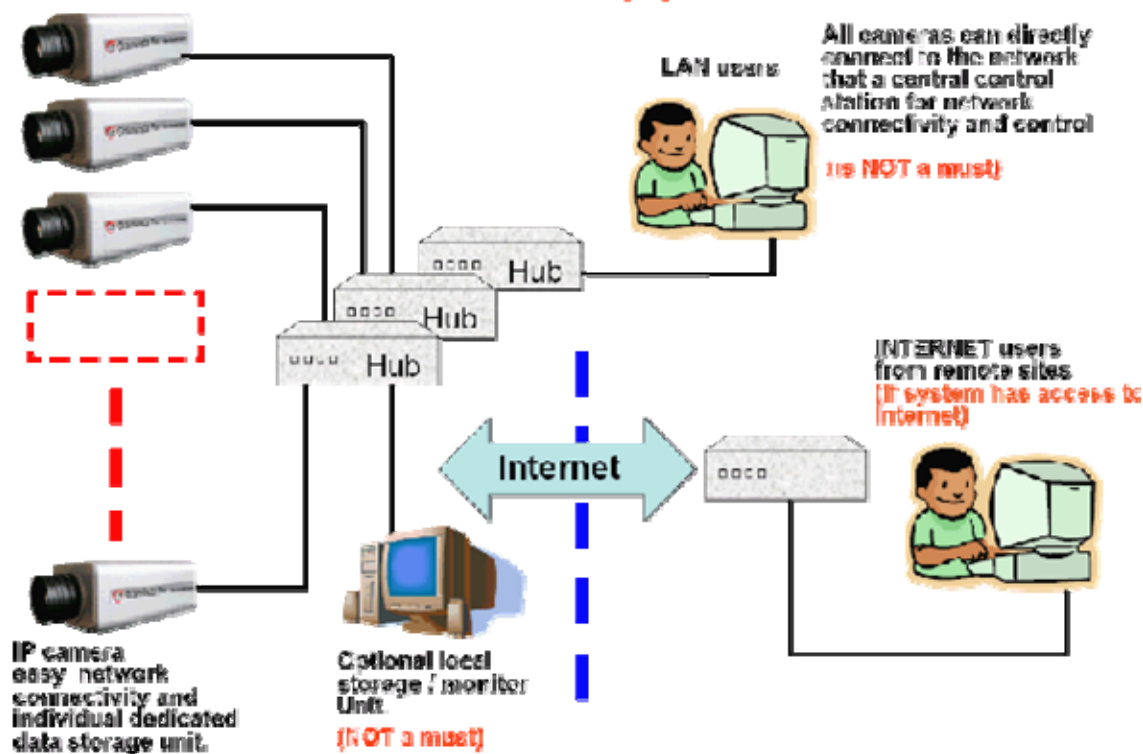 LAN users
All cameras can directly
connect to the network
that a central control
station for network
connectivity and control
(is NOT a must)
Hub
Hub
Hub
INTERNET users
from remote sites
(If system has access to
Internet)
Internet
IP camera
easy network
connectivity and
individual dedicated
data storage unit.
Optional local
storage / moniter
Unit
(NOT a must)